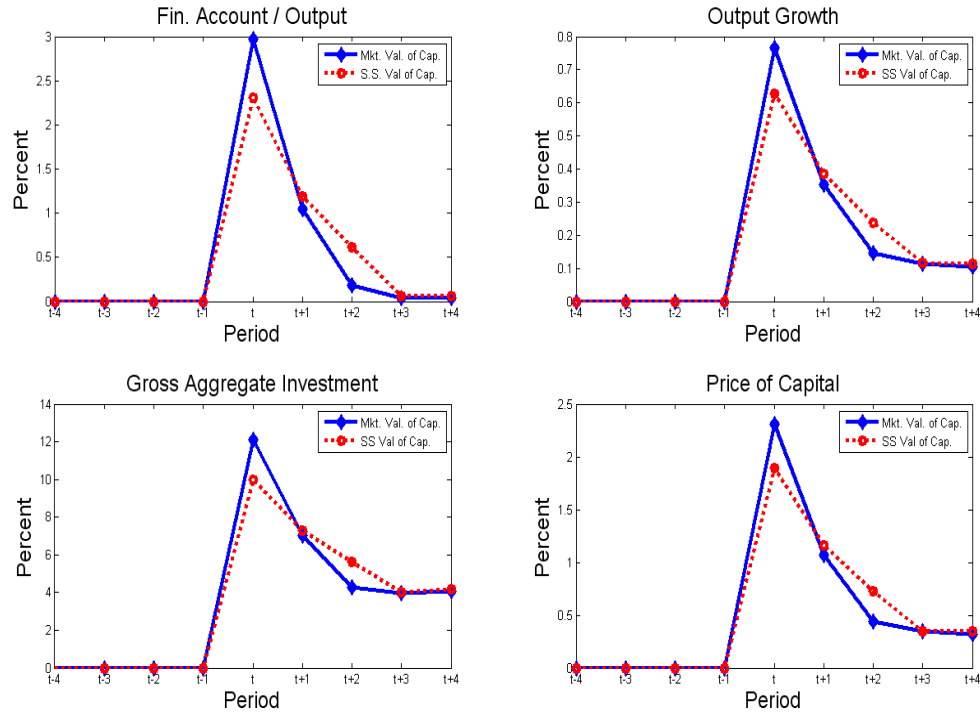 Fin. Account / Output
Percent
3
2.5
2
1.5
1
0.5
0
Mkt. Val. of Cap.
S.S. Val of Cap.
t-4 t-3 t-2 t-1 t t+1 t+2 t+3 t+4
Period
Output Growth
Percent
0.8
0.7
0.6
0.5
0.4
0.3
0.2
0.1
0
Mkt. Val. of Cap.
SS Val of Cap.
t-4 t-3 t-2 t-1 t t+1 t+2 t+3 t+4
Period
Gross Aggregate Investment
Percent
14
12
10
8
6
4
2
0
Mkt. Val. of Cap.
SS Val of Cap.
t-4 t-3 t-2 t-1 t t+1 t+2 t+3 t+4
Period
Price of Capital
Percent
2.5
2
1.5
1
0.5
0
Mkt. Val. of Cap.
SS Val of Cap.
t-4 t-3 t-2 t-1 t t+1 t+2 t+3 t+4
Period